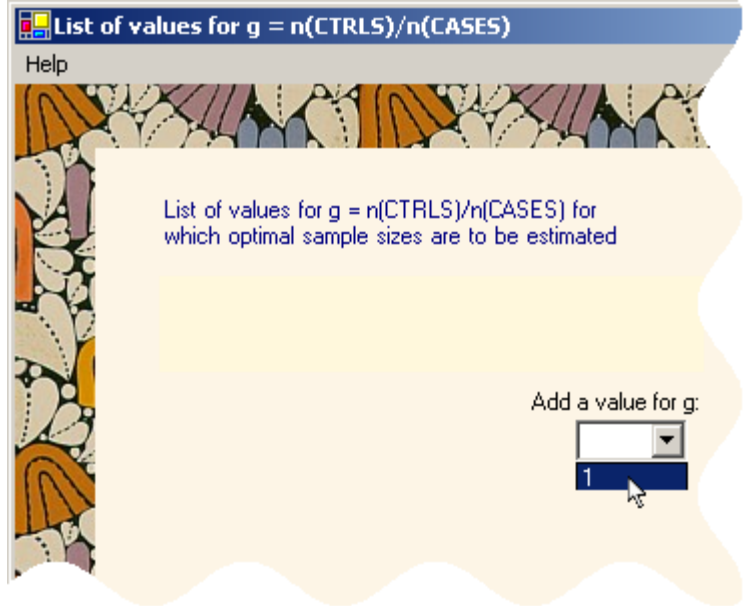 List of values for g = n(CTRLS)/n(CASES)
Help
List of values for g = n(CTRLS)/n(CASES) for
which optimal sample sizes are to be estimated
Add a value for g:
1